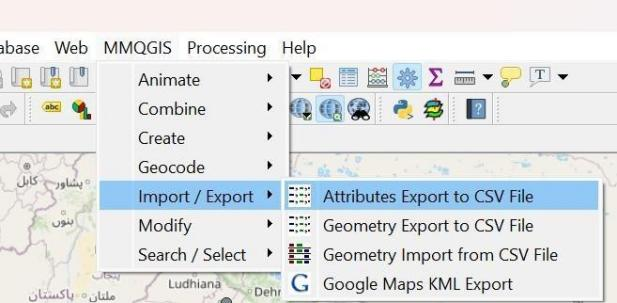 abase Web MMQGIS Processing Help
Animate
T
Combine
abc
Create
Geocode
پشاور
کابل
Import / Export
Attributes Export to CSV File
Modify
Geometry Export to CSV File
بنوں
Search / Select
Geometry Import from CSV File
Ludhiana
Dehr
G Google Maps KML Export
ملتان
پاکستان